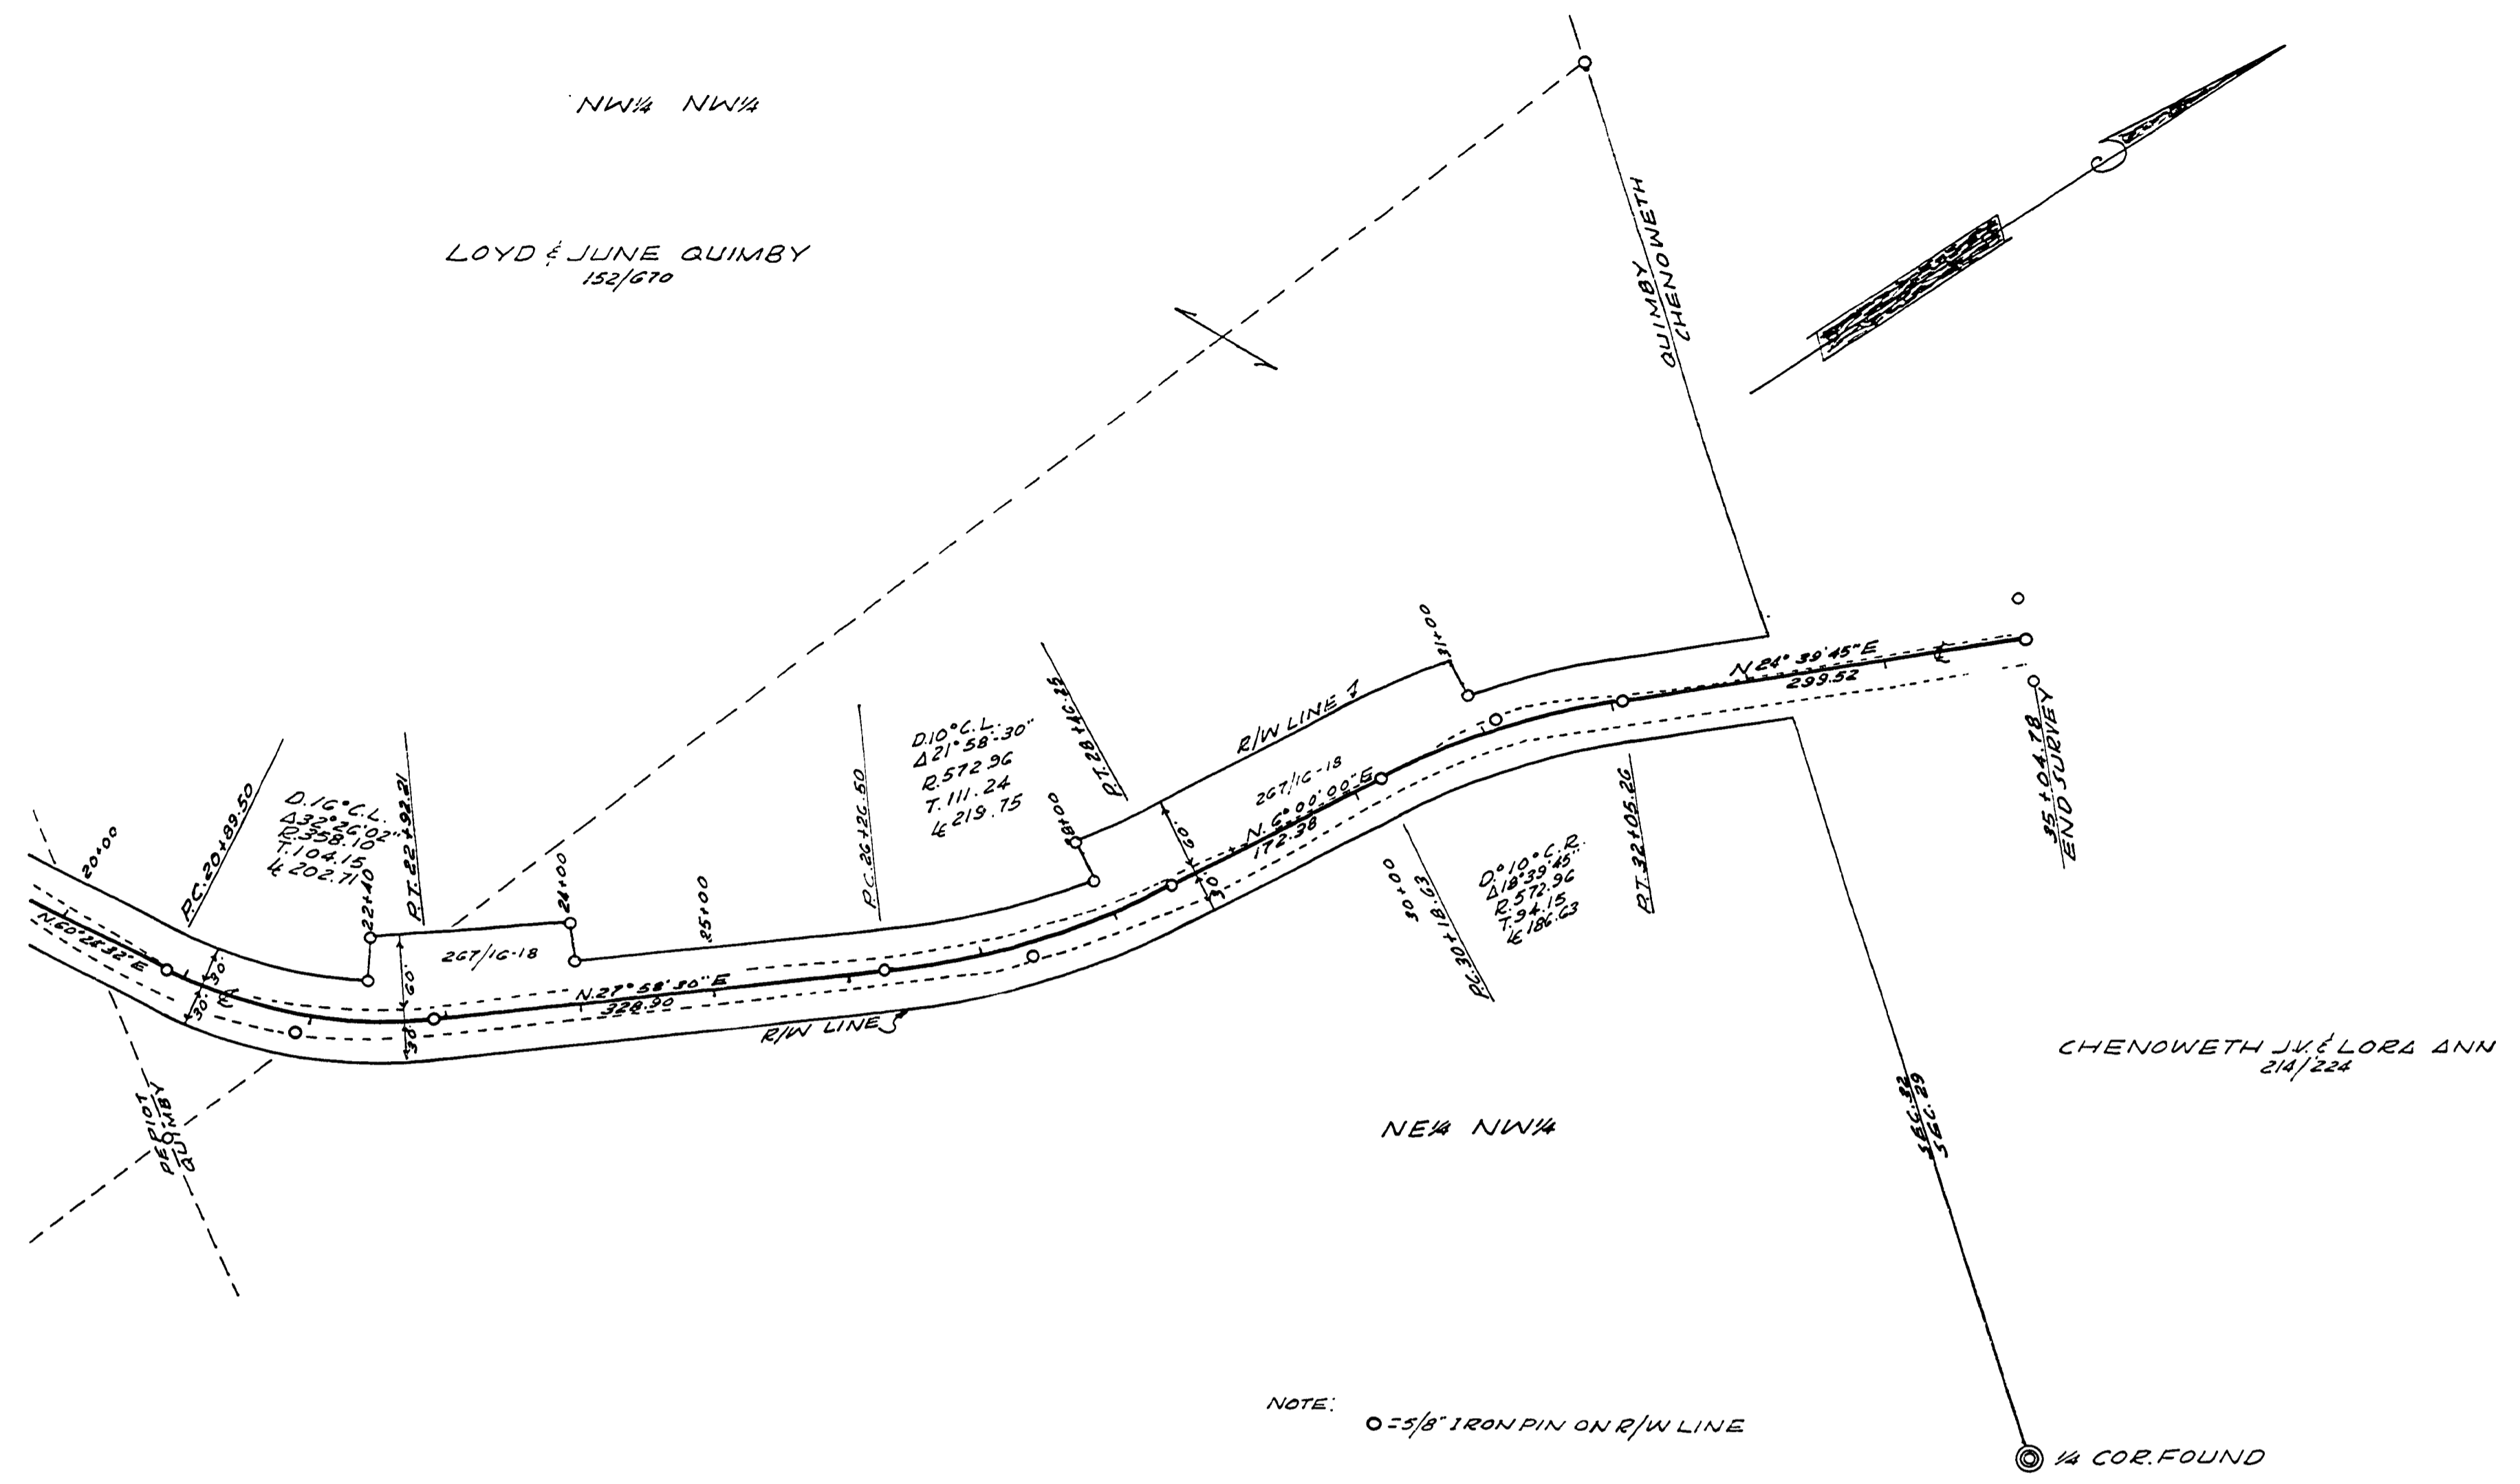 NW¼ NW¼
LOYD & JUNE QUIMBY
152/670
QUIMBY
CHENOWETH
20+00
P.C. 20+89.50
D.16°C.L.
Δ32°26'02"
R.358.10
T.104.15
L 202.71
22+40
P.T. 22+92.21
24+00
25+00
P.C. 26+26.50
D.10°C.L.
Δ21°58'30"
R.572.96
T.111.24
L 219.75
28+00
P.T. 28+46.25
R/W LINE
31+00
267/16-18
N.6°00'00"E
172.38
60'
30'
N.60°24'32"E
30'
30'
℄
267/16-18
60'
30'
N.27°58'30"E
328.90
R/W LINE
30+00
P.C. 30+18.63
D.10°C.R.
Δ18°39'45"
R.572.96
T.94.15
L 186.63
P.T. 32+05.26
N 24°39'45"E
299.52
℄
35+04.78
END SURVEY
PERIOT
QUIMBY
CHENOWETH J.V. & LORA ANN
214/224
NE¼ NW¼
SEC. 32
SEC. 29
NOTE:
O=5/8" IRON PIN ON R/W LINE
¼ COR. FOUND